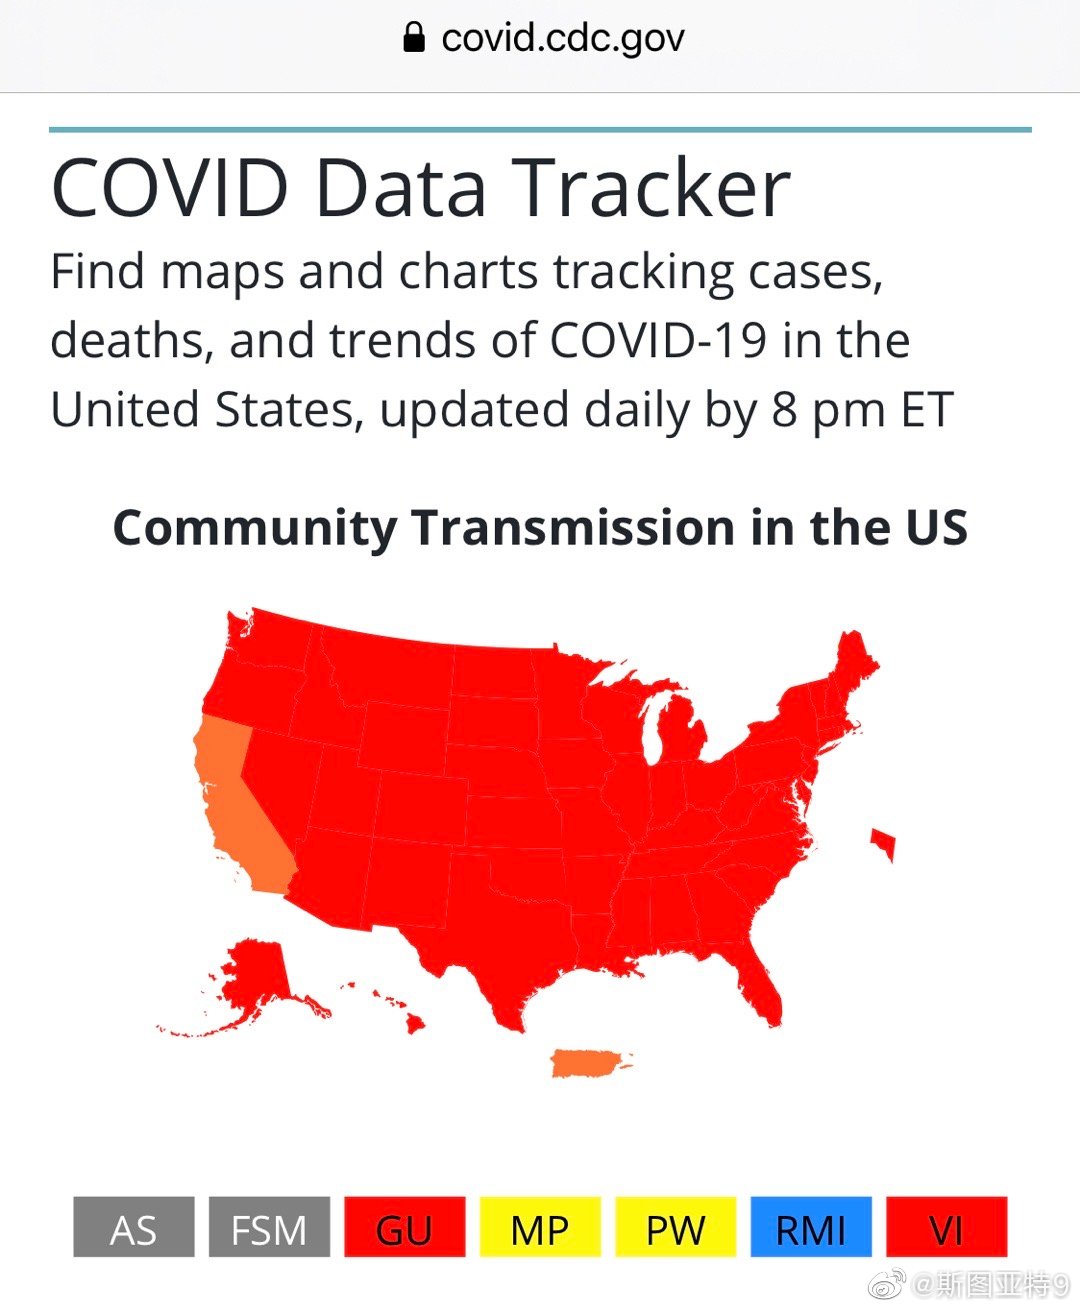 covid.cdc.gov
COVID Data Tracker
Find maps and charts tracking cases,
deaths, and trends of COVID-19 in the
United States, updated daily by 8 pm ET
Community Transmission in the US
AS FSM GU MP PW RMI VI
@斯图亚特9